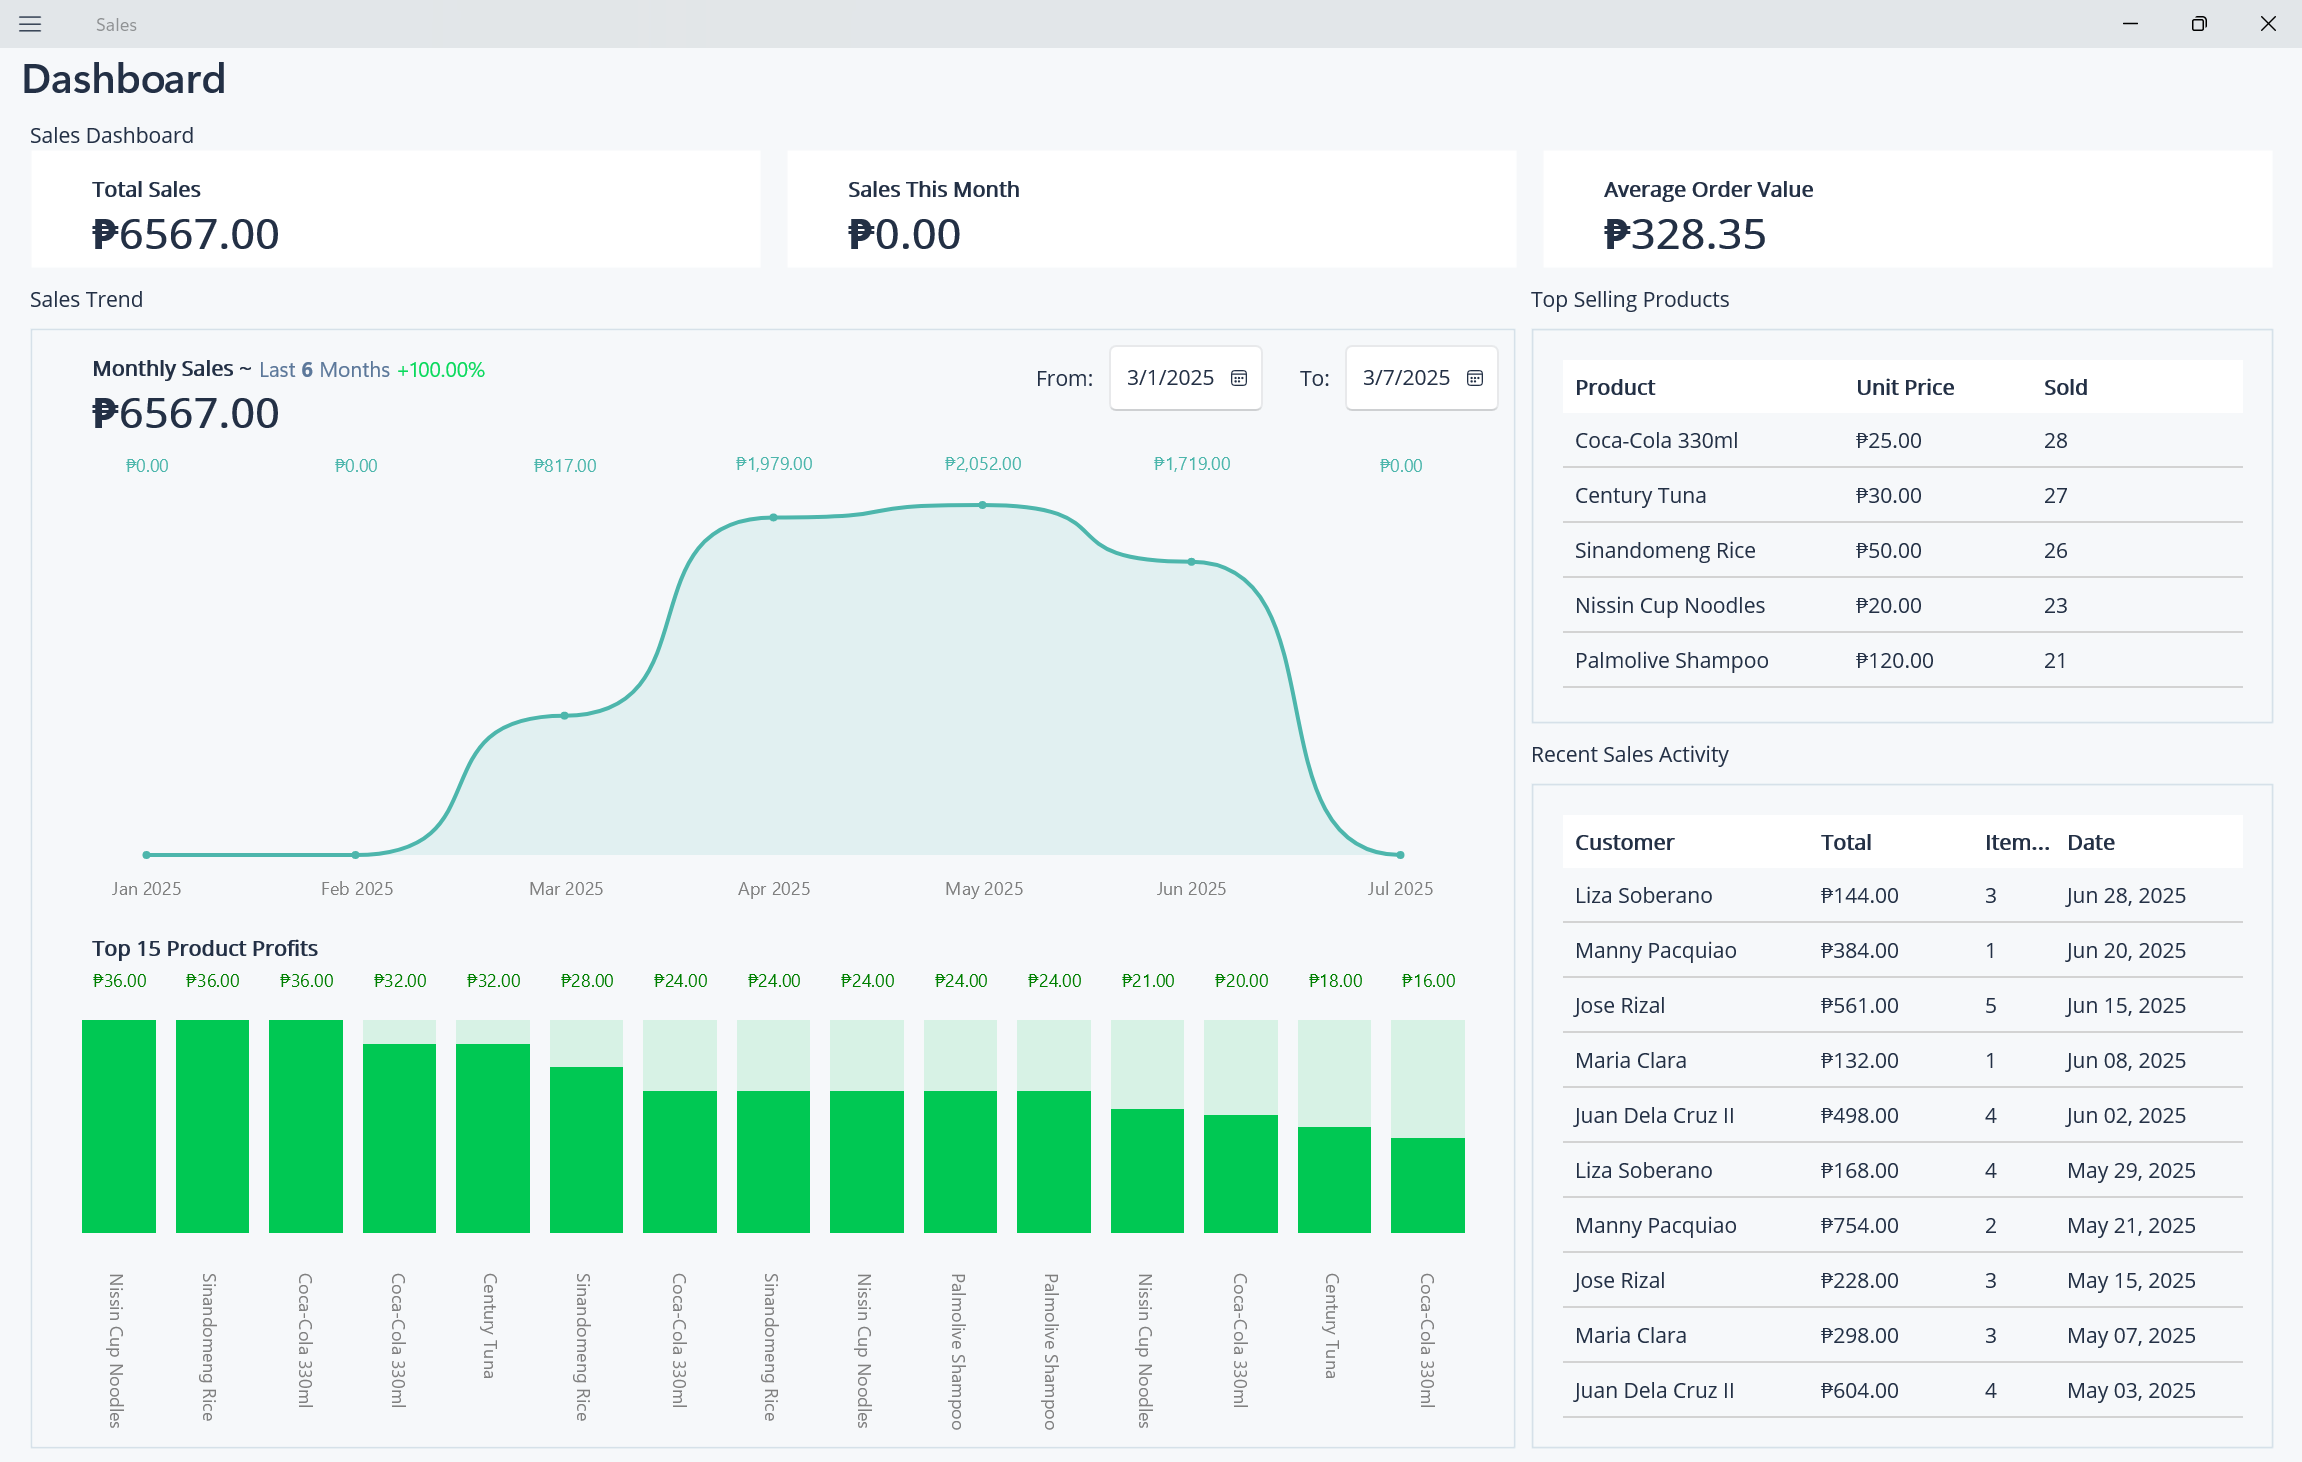 Sales
Dashboard
Sales Dashboard
Total Sales
₱6567.00
Sales This Month
₱0.00
Average Order Value
₱328.35
Sales Trend
Monthly Sales ~ Last 6 Months +100.00%
₱6567.00
From: 3/1/2025 To: 3/7/2025
₱0.00 ₱0.00 ₱817.00 ₱1,979.00 ₱2,052.00 ₱1,719.00 ₱0.00
Jan 2025 Feb 2025 Mar 2025 Apr 2025 May 2025 Jun 2025 Jul 2025
Top 15 Product Profits
₱36.00 ₱36.00 ₱36.00 ₱32.00 ₱32.00 ₱28.00 ₱24.00 ₱24.00 ₱24.00 ₱24.00 ₱24.00 ₱21.00 ₱20.00 ₱18.00 ₱16.00
Nissin Cup Noodles
Sinandomeng Rice
Coca-Cola 330ml
Coca-Cola 330ml
Century Tuna
Sinandomeng Rice
Coca-Cola 330ml
Sinandomeng Rice
Nissin Cup Noodles
Palmolive Shampoo
Palmolive Shampoo
Nissin Cup Noodles
Coca-Cola 330ml
Century Tuna
Coca-Cola 330ml
Top Selling Products
Product Unit Price Sold
Coca-Cola 330ml ₱25.00 28
Century Tuna ₱30.00 27
Sinandomeng Rice ₱50.00 26
Nissin Cup Noodles ₱20.00 23
Palmolive Shampoo ₱120.00 21
Recent Sales Activity
Customer Total Item... Date
Liza Soberano ₱144.00 3 Jun 28, 2025
Manny Pacquiao ₱384.00 1 Jun 20, 2025
Jose Rizal ₱561.00 5 Jun 15, 2025
Maria Clara ₱132.00 1 Jun 08, 2025
Juan Dela Cruz II ₱498.00 4 Jun 02, 2025
Liza Soberano ₱168.00 4 May 29, 2025
Manny Pacquiao ₱754.00 2 May 21, 2025
Jose Rizal ₱228.00 3 May 15, 2025
Maria Clara ₱298.00 3 May 07, 2025
Juan Dela Cruz II ₱604.00 4 May 03, 2025